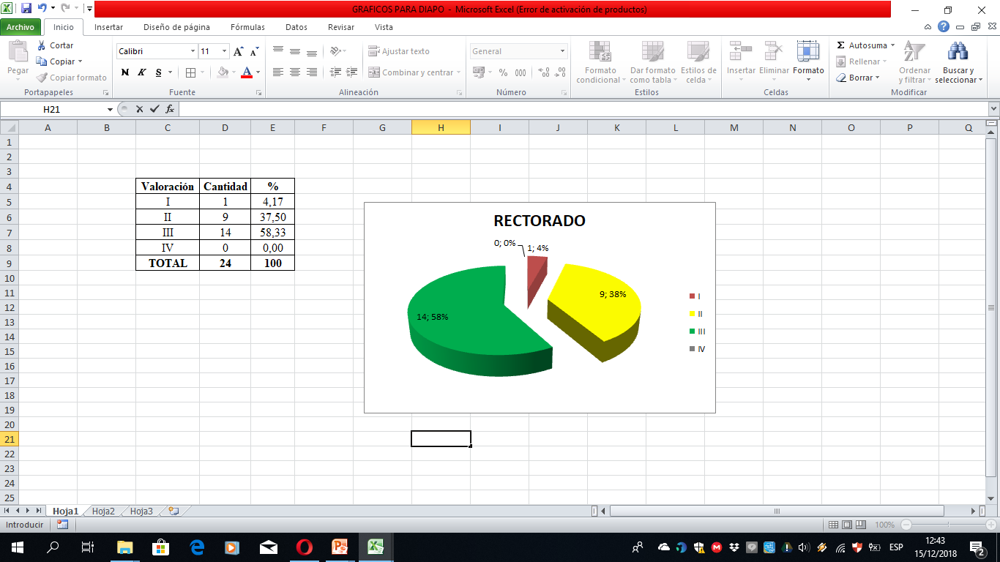 GRAFICOS PARA DIAPO - Microsoft Excel (Error de activación de productos)
Archivo Inicio Insertar Diseño de página Fórmulas Datos Revisar Vista
Pegar
Cortar
Copiar
Copiar formato
Portapapeles
Calibri 11
N K S
Fuente
Ajustar texto
Combinar y centrar
Alineación
General
% 000
Número
Formato condicional
Dar formato como tabla
Estilos de celda
Estilos
Insertar Eliminar Formato
Celdas
Autosuma
Rellenar
Borrar
Ordenar y filtrar
Buscar y seleccionar
Modificar
H21
A B C D E F G H I J K L M N O P Q
1
2
3
4 Valoración Cantidad %
5 I 1 4,17
6 II 9 37,50
7 III 14 58,33
8 IV 0 0,00
9 TOTAL 24 100
10
11
12
13
14
15
16
17
18
19
20
21
22
23
24
25
RECTORADO
0; 0%
1; 4%
9; 38%
14; 58%
I
II
III
IV
Hoja1 Hoja2 Hoja3
Introducir
100%
ESP
12:43
15/12/2018
2